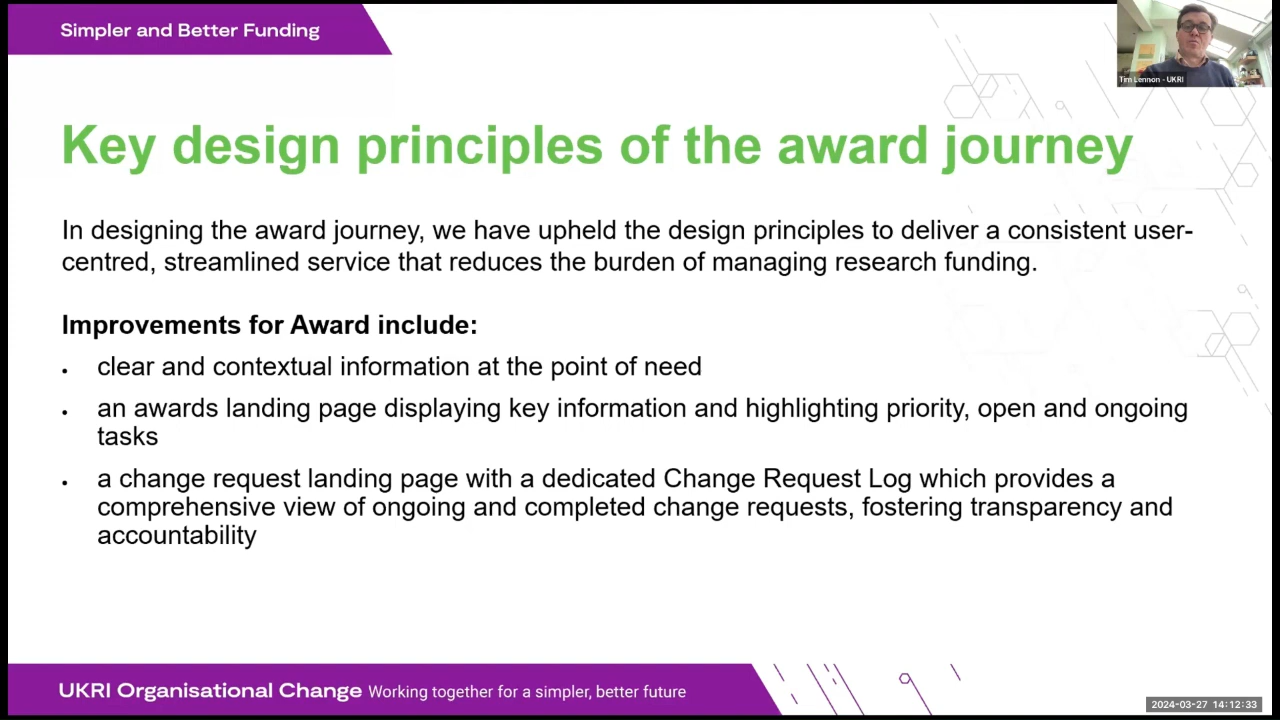 Simpler and Better Funding
Tim Lennon - UKRI
Key design principles of the award journey
In designing the award journey, we have upheld the design principles to deliver a consistent user-
centred, streamlined service that reduces the burden of managing research funding.
Improvements for Award include:
• clear and contextual information at the point of need
• an awards landing page displaying key information and highlighting priority, open and ongoing
tasks
• a change request landing page with a dedicated Change Request Log which provides a
comprehensive view of ongoing and completed change requests, fostering transparency and
accountability
UKRI Organisational Change Working together for a simpler, better future
2024-03-27 14:12:33